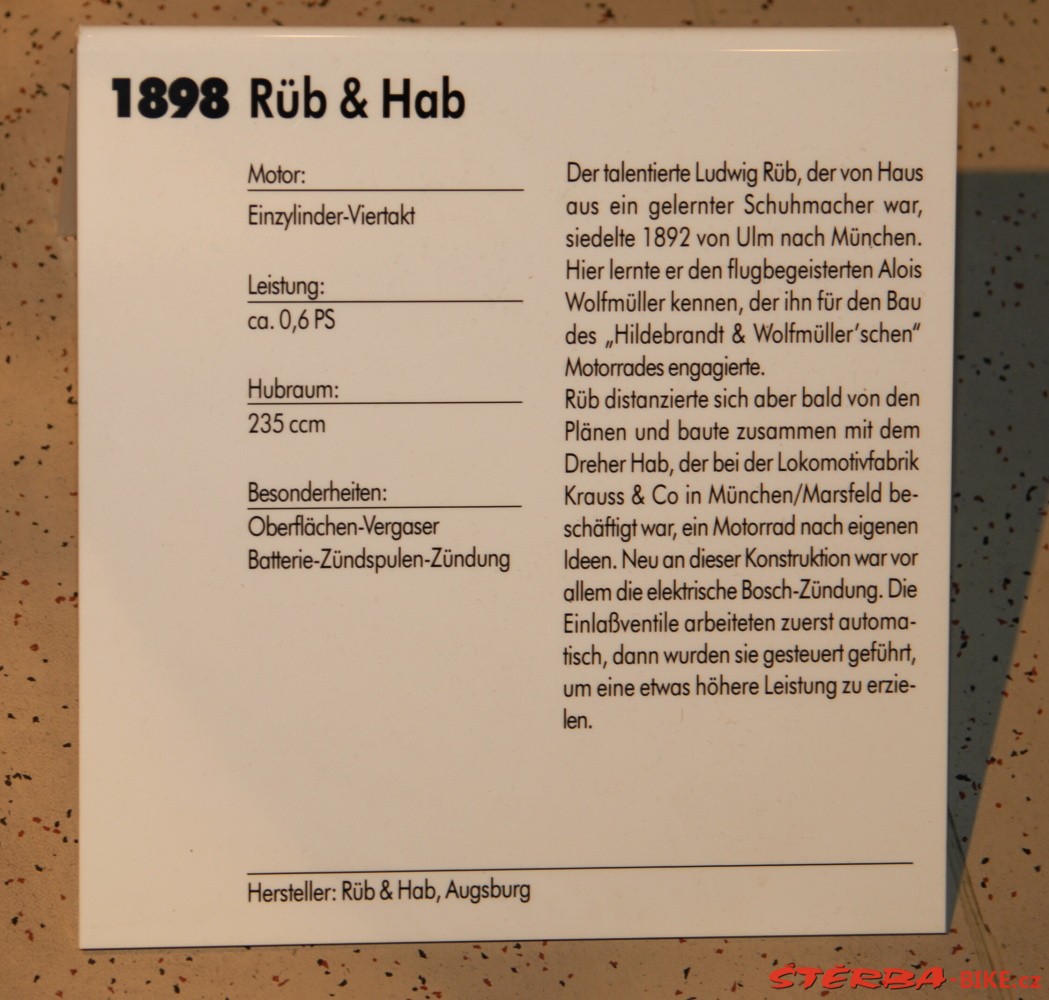 1898 Rüb & Hab
Motor:
Einzylinder-Viertakt
Leistung:
ca. 0,6 PS
Hubraum:
235 ccm
Besonderheiten:
Oberflächen-Vergaser
Batterie-Zündspulen-Zündung
Der talentierte Ludwig Rüb, der von Haus
aus ein gelernter Schuhmacher war,
siedelte 1892 von Ulm nach München.
Hier lernte er den flugbegeisterten Alois
Wolfmüller kennen, der ihn für den Bau
des „Hildebrandt & Wolfmüller'schen“
Motorrades engagierte.
Rüb distanzierte sich aber bald von den
Plänen und baute zusammen mit dem
Dreher Hab, der bei der Lokomotivfabrik
Krauss & Co in München/Marsfeld be-
schäftigt war, ein Motorrad nach eigenen
Ideen. Neu an dieser Konstruktion war vor
allem die elektrische Bosch-Zündung. Die
Einlaßventile arbeiteten zuerst automa-
tisch, dann wurden sie gesteuert geführt,
um eine etwas höhere Leistung zu erzie-
len.
Hersteller: Rüb & Hab, Augsburg
STERBA-BIKE.cz